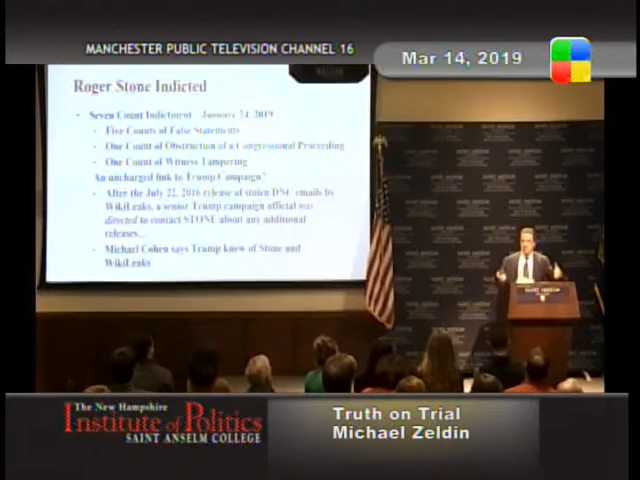 MANCHESTER PUBLIC TELEVISION CHANNEL 16
Mar 14, 2019
Roger Stone Indicted
Seven Count Indictment - January 24, 2019
Five Counts of False Statements
One Count of Obstruction of a Congressional Proceeding
One Count of Witness Tampering
An uncharged link to Trump Campaign"
After the July 22, 2016 release of stolen DNC emails by
WikiLeaks, a senior Trump campaign official was
directed to contact STONE about any additional
releases...
Michael Cohen says Trump knew of Stone and
WikiLeaks
SAINT ANSELM
The New Hampshire
Institute of Politics
SAINT ANSELM COLLEGE
Truth on Trial
Michael Zeldin